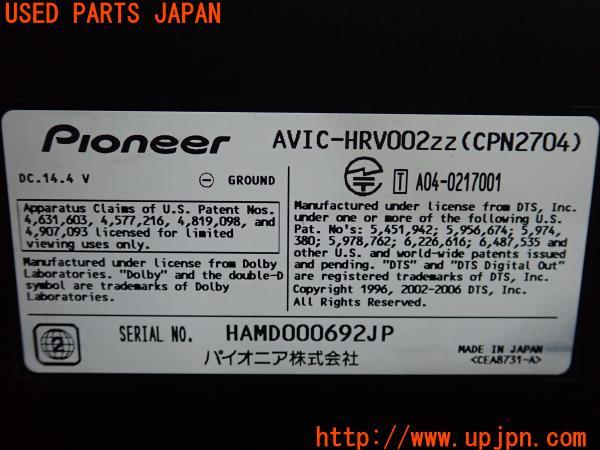 USED PARTS JAPAN
Pioneer
AVIC-HRV002zz(CPN2704)
DC.14.4 V
GROUND
T A04-0217001
Apparatus Claims of U.S. Patent Nos.
4,631,603, 4,577,216, 4,819,098, and
4,907,093 licensed for limited
viewing uses only.
Manufactured under license from Dolby
Laboratories. "Dolby" and the double-D
symbol are trademarks of Dolby
Laboratories.
Manufactured under license from DTS, Inc.
under one or more of the following U.S.
Pat. No's: 5,451,942; 5,956,674; 5,974,
380; 5,978,762; 6,226,616; 6,487,535 and
other U.S. and world-wide patents issued
and pending. "DTS" and "DTS Digital Out"
are registered trademarks of DTS, Inc.
Copyright 1996, 2002-2006 DTS, Inc.
All Rights Reserved.
2
SERIAL NO. HAMD000692JP
パイオニア株式会社
MADE IN JAPAN
<CEA8731-A>
http://www.upjpn.com